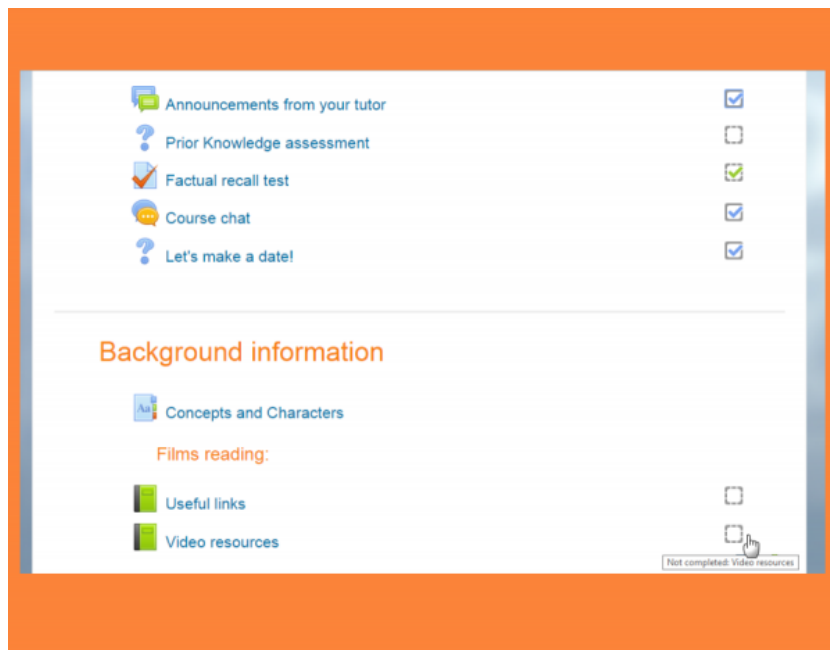 Announcements from your tutor
Prior Knowledge assessment
Factual recall test
Course chat
Let's make a date!
Background information
Aa
Concepts and Characters
Films reading:
Useful links
Video resources
Not completed: Video resources